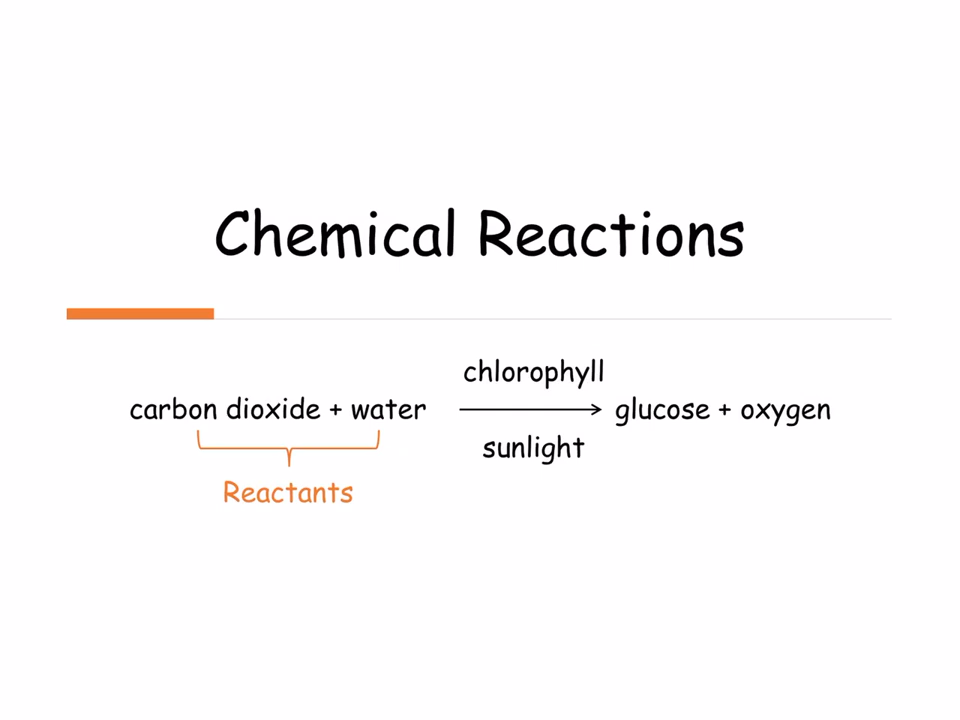 Chemical Reactions
chlorophyll
carbon dioxide + water → glucose + oxygen
sunlight
Reactants